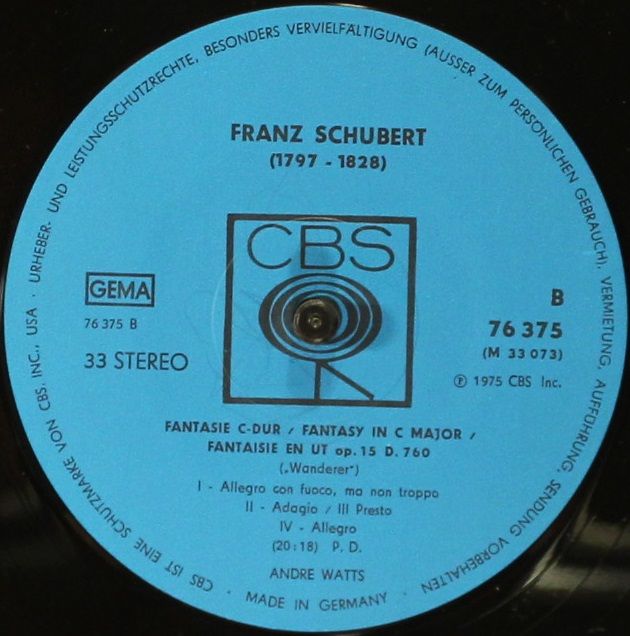 URHEBER- UND LEISTUNGSSCHUTZRECHTE, BESONDERS VERVIELFÄLTIGUNG (AUSSER ZUM PERSÖNLICHEN GEBRAUCH), VERMIETUNG, AUFFÜHRUNG, SENDUNG VORBEHALTEN
FRANZ SCHUBERT
(1797 - 1828)
CBS
GEMA
76 375 B
33 STEREO
B
76 375
(M 33 073)
℗ 1975 CBS Inc.
FANTASIE C-DUR / FANTASY IN C MAJOR /
FANTAISIE EN UT op. 15 D. 760
(„Wanderer")
I - Allegro con fuoco, ma non troppo
II - Adagio / III Presto
IV - Allegro
(20:18) P. D.
ANDRE WATTS
· MADE IN GERMANY ·
CBS IST EINE SCHUTZMARKE VON CBS. INC., USA ·